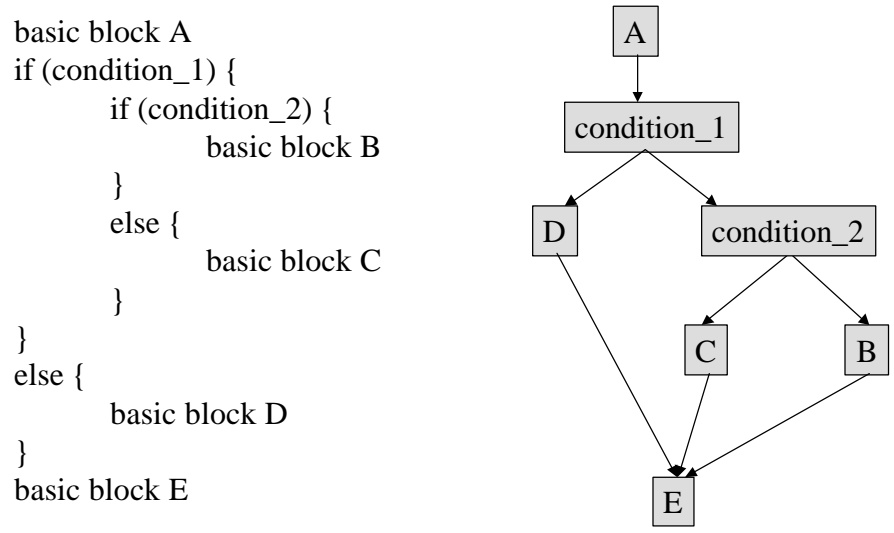 basic block A
if (condition_1) {
if (condition_2) {
basic block B
}
else {
basic block C
}
}
else {
basic block D
}
basic block E
A
condition_1
D
condition_2
C
B
E